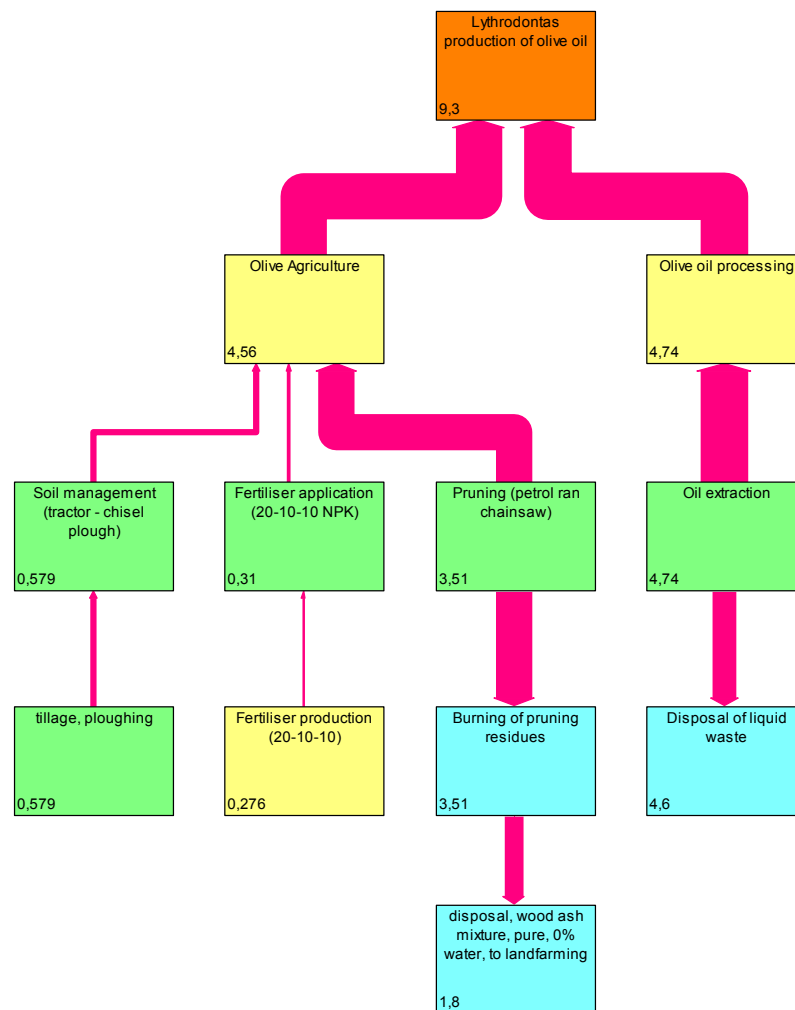 Lythrodontas
production of olive oil
9,3
Olive Agriculture
4,56
Olive oil processing
4,74
Soil management
(tractor - chisel
plough)
0,579
Fertiliser application
(20-10-10 NPK)
0,31
Pruning (petrol ran
chainsaw)
3,51
Oil extraction
4,74
tillage, ploughing
0,579
Fertiliser production
(20-10-10)
0,276
Burning of pruning
residues
3,51
Disposal of liquid
waste
4,6
disposal, wood ash
mixture, pure, 0%
water, to landfarming
1,8